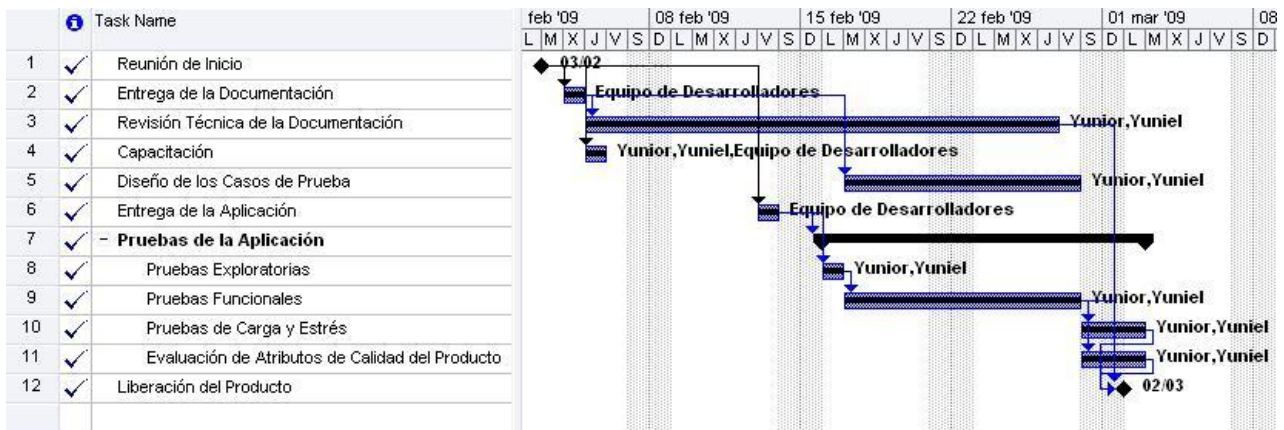 Task Name
feb '09 08 feb '09 15 feb '09 22 feb '09 01 mar '09 08
L M X J V S D L M X J V S D L M X J V S D L M X J V S D L M X J V S D
1 Reunión de Inicio 03/02
2 Entrega de la Documentación Equipo de Desarrolladores
3 Revisión Técnica de la Documentación Yunior,Yuniel
4 Capacitación Yunior,Yuniel,Equipo de Desarrolladores
5 Diseño de los Casos de Prueba Yunior,Yuniel
6 Entrega de la Aplicación Equipo de Desarrolladores
7 − Pruebas de la Aplicación
8 Pruebas Exploratorias Yunior,Yuniel
9 Pruebas Funcionales Yunior,Yuniel
10 Pruebas de Carga y Estrés Yunior,Yuniel
11 Evaluación de Atributos de Calidad del Producto Yunior,Yuniel
12 Liberación del Producto 02/03